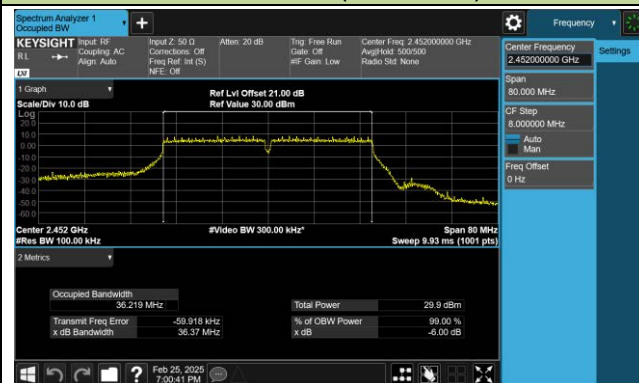 Spectrum Analyzer 1
Occupied BW
Frequency
KEYSIGHT
RL
LXI
Input: RF
Coupling: AC
Align: Auto
Input Z: 50 Ω
Corrections: Off
Freq Ref: Int (S)
NFE: Off
Atten: 20 dB
Trig: Free Run
Gate: Off
#IF Gain: Low
Center Freq: 2.452000000 GHz
Avg|Hold: 500/500
Radio Std: None
Center Frequency
2.452000000 GHz
Settings
Span
80.000 MHz
CF Step
8.000000 MHz
Auto
Man
Freq Offset
0 Hz
1 Graph
Scale/Div 10.0 dB
Ref Lvl Offset 21.00 dB
Ref Value 30.00 dBm
Log
20.0
10.0
0.00
-10.0
-20.0
-30.0
-40.0
-50.0
-60.0
Center 2.452 GHz
#Res BW 100.00 kHz
#Video BW 300.00 kHz*
Span 80 MHz
Sweep 9.93 ms (1001 pts)
2 Metrics
Occupied Bandwidth
36.219 MHz
Total Power 29.9 dBm
Transmit Freq Error -59.918 kHz
% of OBW Power 99.00 %
x dB Bandwidth 36.37 MHz
x dB -6.00 dB
Feb 25, 2025
7:00:41 PM